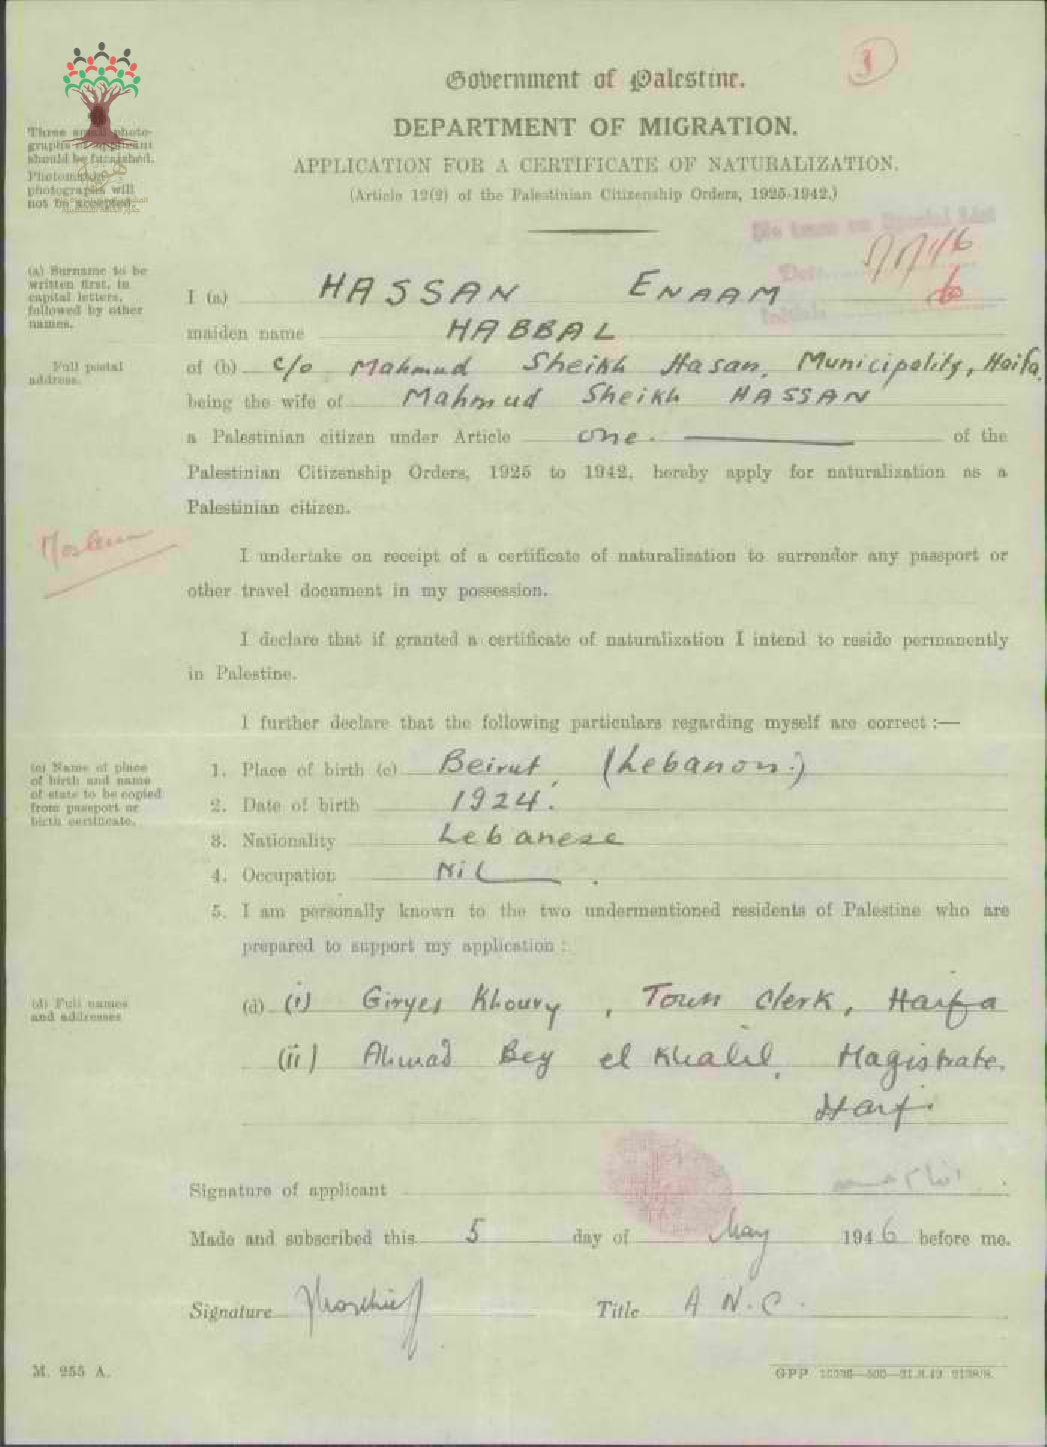 Government of Palestine.
DEPARTMENT OF MIGRATION.
APPLICATION FOR A CERTIFICATE OF NATURALIZATION.
(Article 12(2) of the Palestinian Citizenship Orders, 1925-1942.)
Three small photo-
graphs of applicant
should be furnished.
photographs will
not be accepted.
No trace on Special List
Date
Initials
(a) Surname to be
written first, in
capital letters,
followed by other
names.
I (a) HASSAN ENAAM
maiden name HABBAL
Full postal
address.
of (b) c/o Mahmud Sheikh Hasan, Municipality, Haifa,
being the wife of Mahmud Sheikh HASSAN
a Palestinian citizen under Article one. of the
Palestinian Citizenship Orders, 1925 to 1942, hereby apply for naturalization as a
Palestinian citizen.
Moslem
I undertake on receipt of a certificate of naturalization to surrender any passport or
other travel document in my possession.
I declare that if granted a certificate of naturalization I intend to reside permanently
in Palestine.
I further declare that the following particulars regarding myself are correct :—
(c) Name of place
of birth and name
of state to be copied
from passport or
birth certificate.
1. Place of birth (c) Beirut, (Lebanon.)
2. Date of birth 1924.
3. Nationality Lebanese
4. Occupation Nil
5. I am personally known to the two undermentioned residents of Palestine who are
prepared to support my application :
(d) Full names
and addresses
(d) (i) Giryes Khoury, Town Clerk, Haifa
(ii) Ahmad Bey el Khalil, Magistrate,
Haifa
Signature of applicant
Made and subscribed this 5 day of May 1946 before me.
Signature Title A N.C.
M. 255 A.
GPP